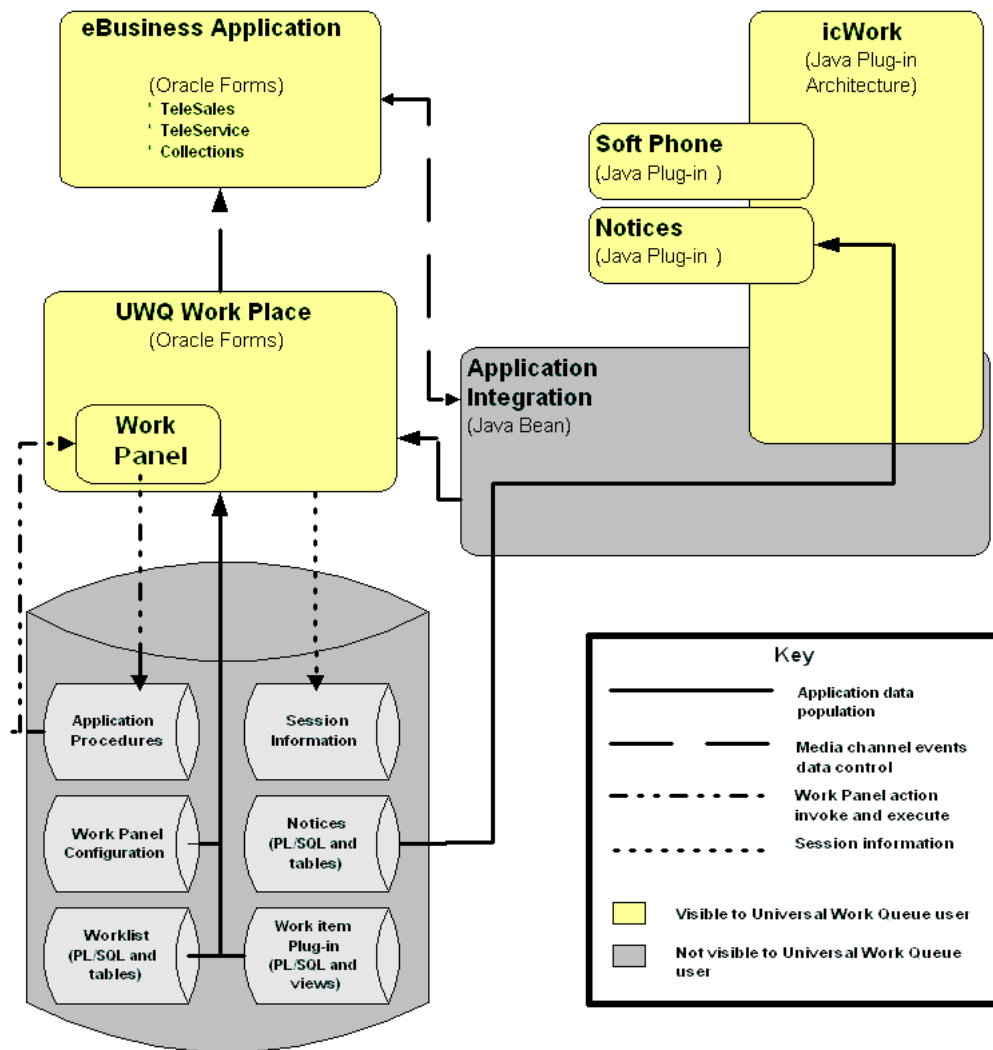 eBusiness Application
(Oracle Forms)
' TeleSales
' TeleService
' Collections
icWork
(Java Plug-in
Architecture)
Soft Phone
(Java Plug-in )
Notices
(Java Plug-in )
UWQ Work Place
(Oracle Forms)
Work
Panel
Application
Integration
(Java Bean)
Application
Procedures
Session
Information
Work Panel
Configuration
Notices
(PL/SQL and
tables)
Worklist
(PL/SQL and
tables)
Work item
Plug-in
(PL/SQL and
views)
Key
Application data
population
Media channel events
data control
Work Panel action
invoke and execute
Session information
Visible to Universal Work Queue user
Not visible to Universal Work Queue
user